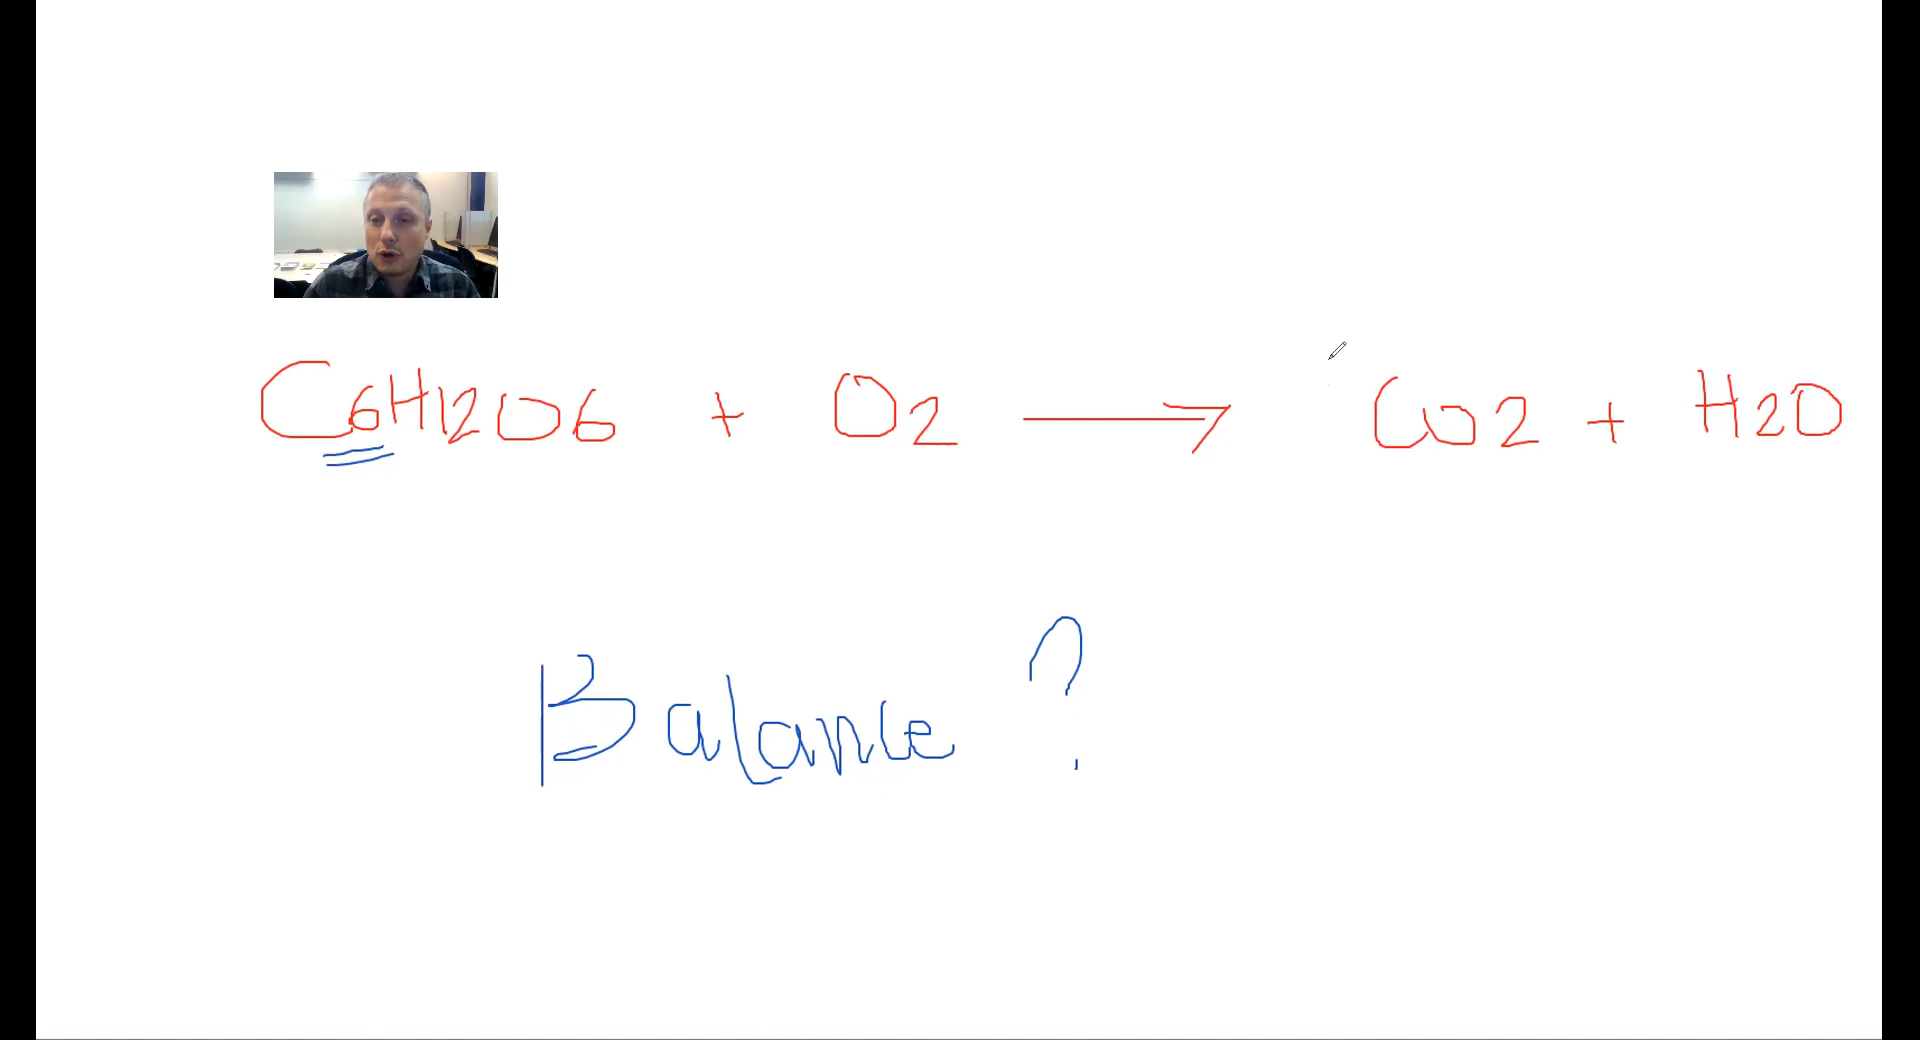 C6H12O6 + O2 → CO2 + H2O
Balance ?